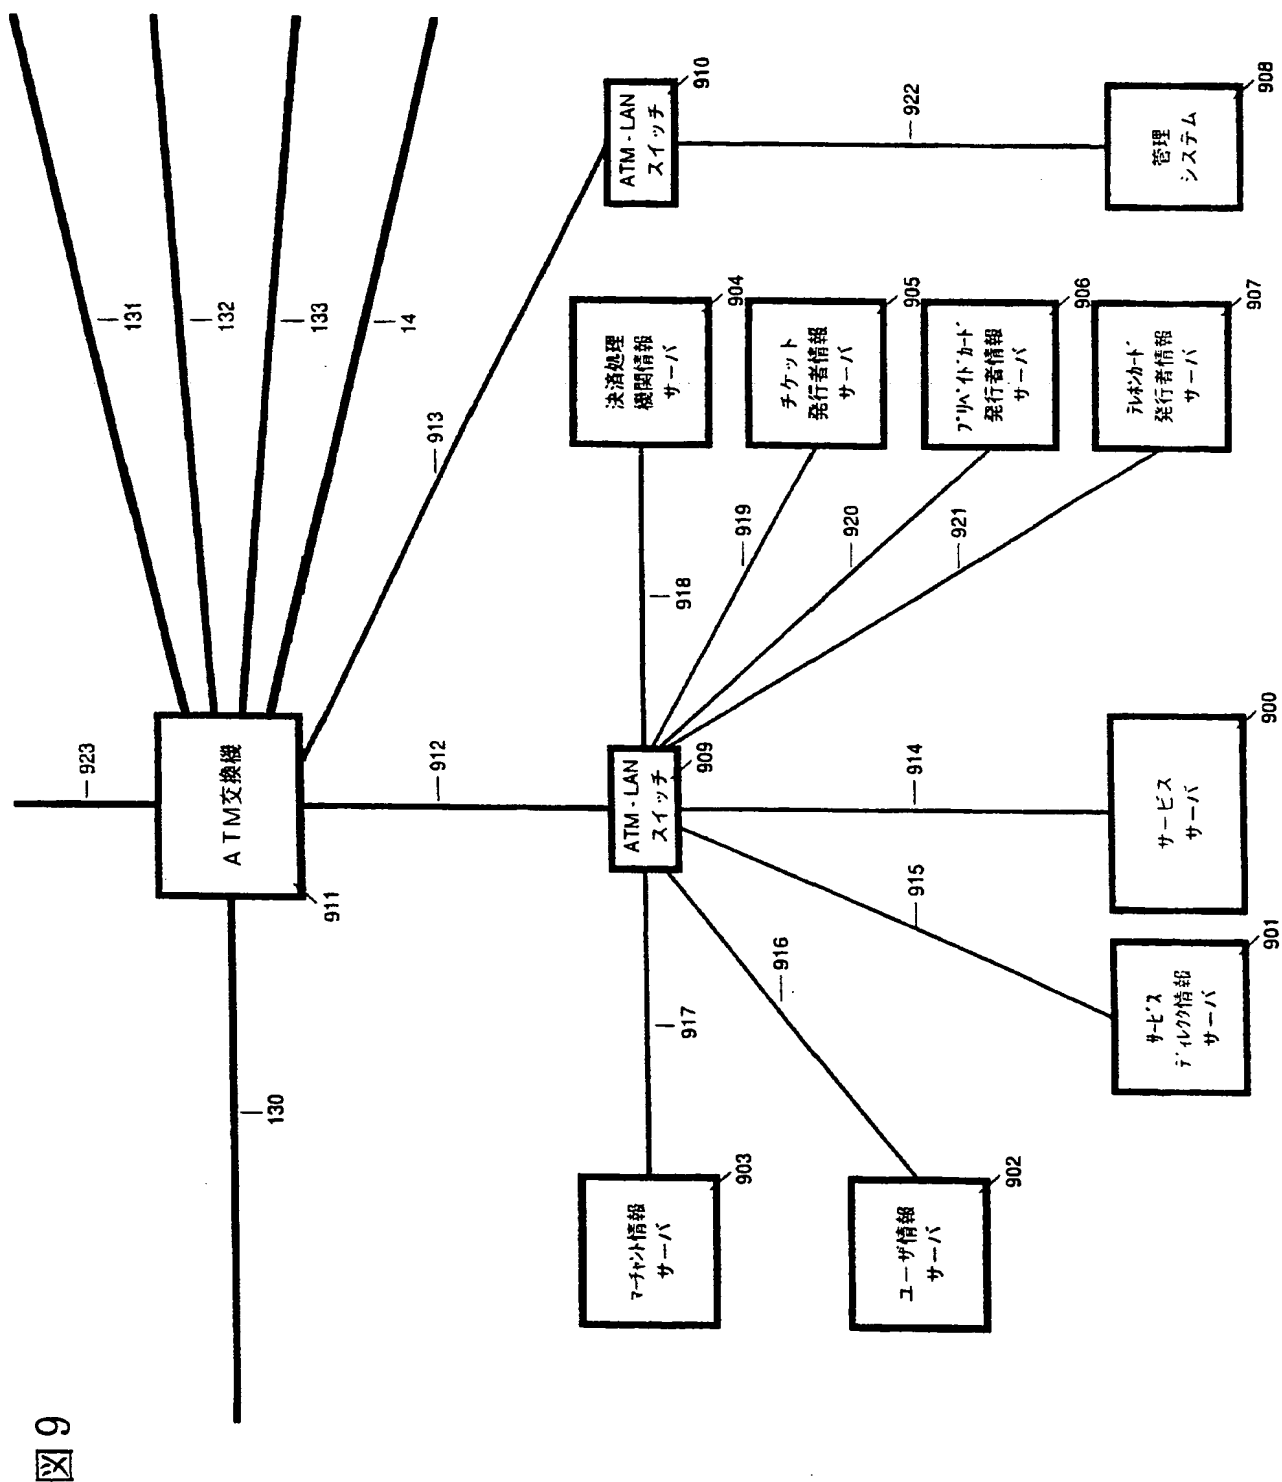 図9
923
131
132
133
14
ATM交換機
911
130
913
912
ATM-LAN
スイッチ
910
922
管理
システム
908
ATM-LAN
スイッチ
909
917
916
915
914
918
919
920
921
マーチャント情報
サーバ
903
ユーザ情報
サーバ
902
サービス
ディレクタ情報
サーバ
901
サービス
サーバ
900
決済処理
機関情報
サーバ
904
チケット
発行者情報
サーバ
905
プリペイドカード
発行者情報
サーバ
906
テレホンカード
発行者情報
サーバ
907